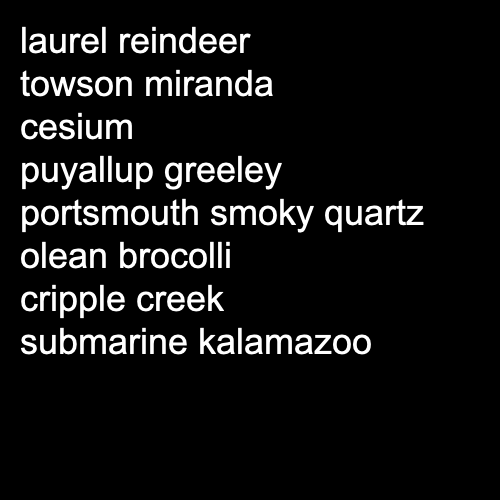 laurel reindeer
towson miranda
cesium
puyallup greeley
portsmouth smoky quartz
olean brocolli
cripple creek
submarine kalamazoo